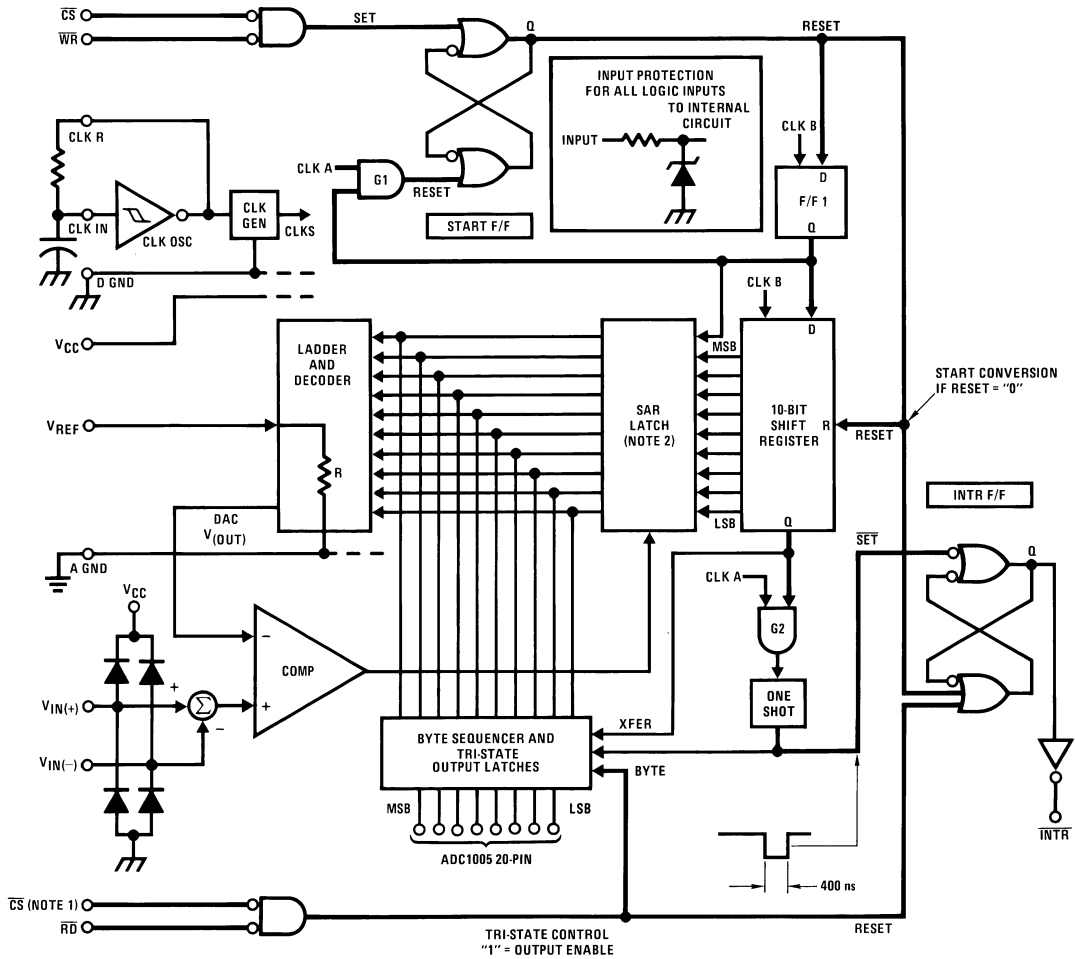 CS
WR
SET
Q
RESET
INPUT PROTECTION
FOR ALL LOGIC INPUTS
TO INTERNAL
CIRCUIT
INPUT
CLK R
CLK IN
CLK OSC
CLK
GEN
CLKS
D GND
CLK A
G1
RESET
START F/F
CLK B
D
F/F 1
Q
VCC
LADDER
AND
DECODER
VREF
R
DAC
V(OUT)
A GND
SAR
LATCH
(NOTE 2)
MSB
LSB
CLK B
D
10-BIT
SHIFT
REGISTER
R
Q
RESET
START CONVERSION
IF RESET = "0"
INTR F/F
SET
Q
CLK A
G2
ONE
SHOT
VCC
VIN(+)
VIN(−)
+
Σ
−
−
+
COMP
BYTE SEQUENCER AND
TRI-STATE
OUTPUT LATCHES
XFER
BYTE
MSB
LSB
ADC1005 20-PIN
400 ns
INTR
CS (NOTE 1)
RD
TRI-STATE CONTROL
"1" = OUTPUT ENABLE
RESET